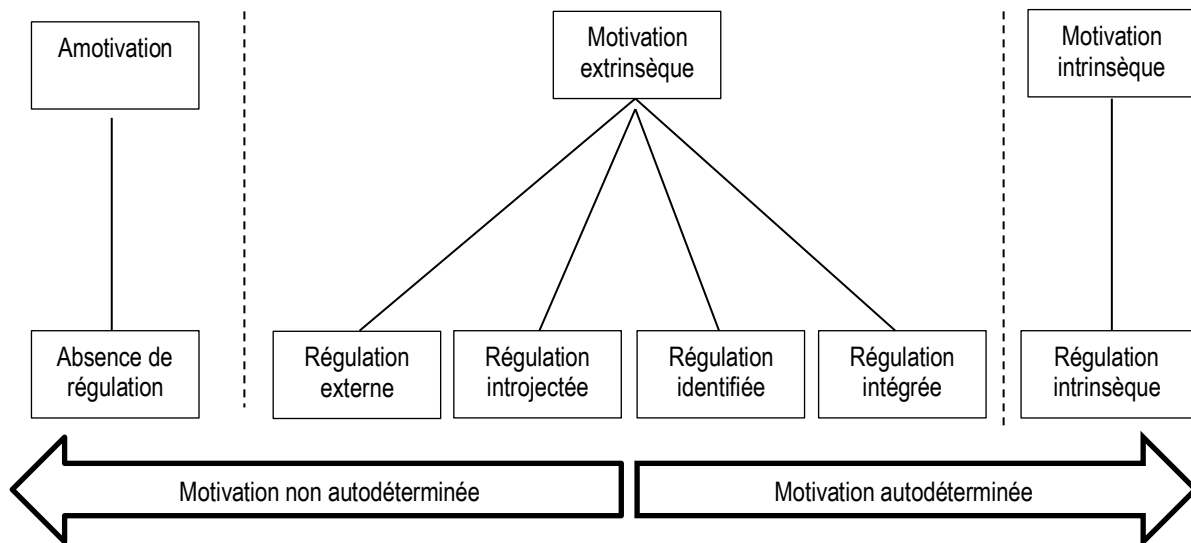 Amotivation
Motivation
extrinsèque
Motivation
intrinsèque
Absence de
régulation
Régulation
externe
Régulation
introjectée
Régulation
identifiée
Régulation
intégrée
Régulation
intrinsèque
Motivation non autodéterminée
Motivation autodéterminée